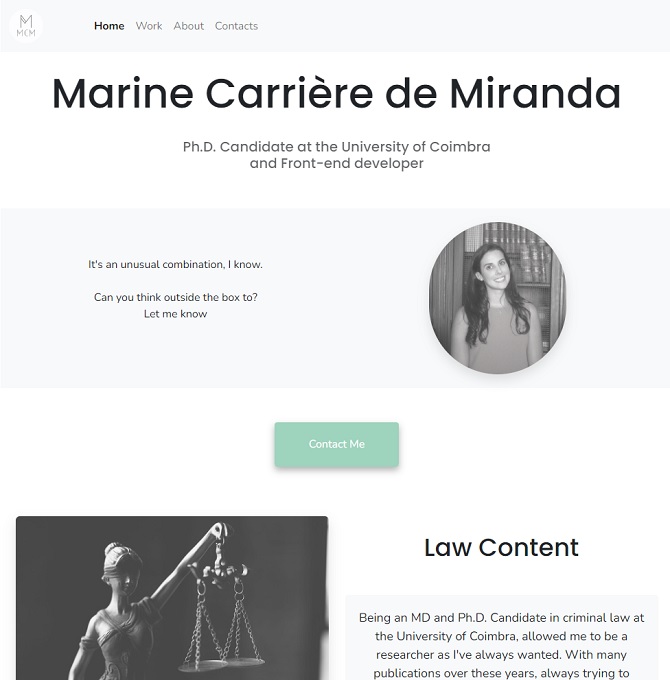 MCM
Home Work About Contacts
Marine Carrière de Miranda
Ph.D. Candidate at the University of Coimbra
and Front-end developer
It's an unusual combination, I know.
Can you think outside the box to?
Let me know
Contact Me
Law Content
Being an MD and Ph.D. Candidate in criminal law at
the University of Coimbra, allowed me to be a
researcher as I've always wanted. With many
publications over these years, always trying to